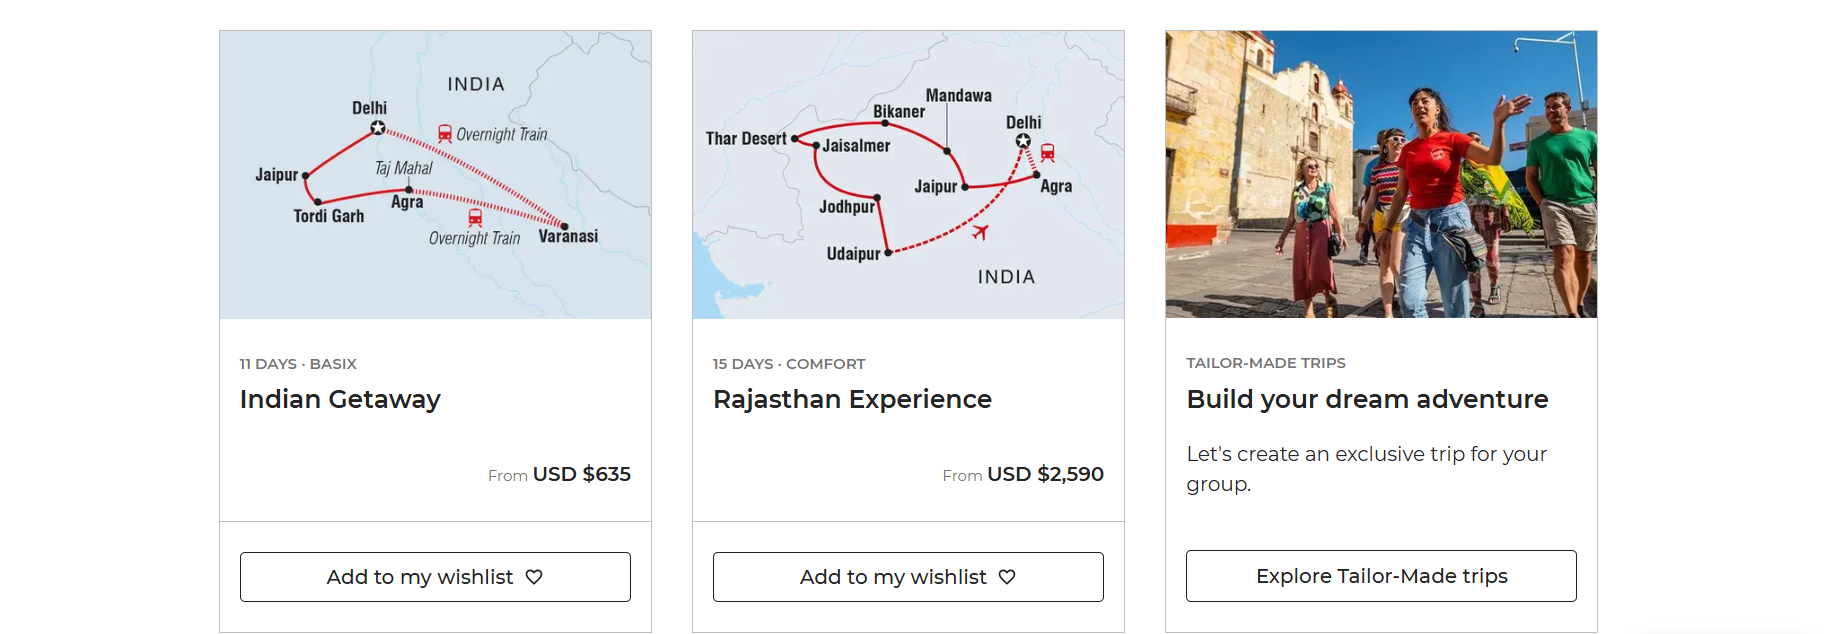 INDIA
Delhi
Overnight Train
Taj Mahal
Jaipur
Agra
Tordi Garh
Overnight Train
Varanasi
11 DAYS · BASIX
Indian Getaway
From USD $635
Add to my wishlist
Mandawa
Bikaner
Delhi
Thar Desert
Jaisalmer
Jaipur
Agra
Jodhpur
Udaipur
INDIA
15 DAYS · COMFORT
Rajasthan Experience
From USD $2,590
Add to my wishlist
TAILOR-MADE TRIPS
Build your dream adventure
Let's create an exclusive trip for your
group.
Explore Tailor-Made trips